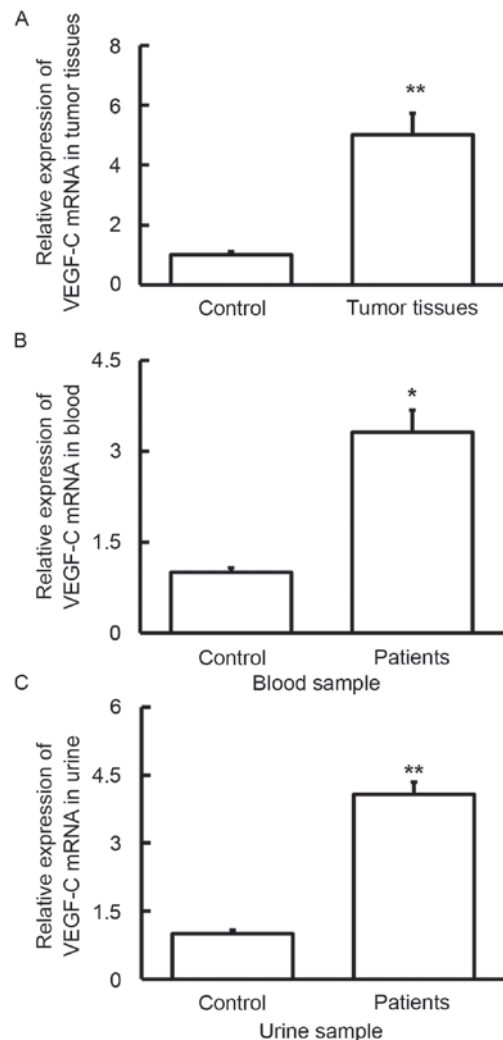 A
Relative expression of
VEGF-C mRNA in tumor tissues
8
6
4
2
0
**
Control Tumor tissues
B
Relative expression of
VEGF-C mRNA in blood
4.5
3
1.5
0
*
Control Patients
Blood sample
C
Relative expression of
VEGF-C mRNA in urine
6
4.5
3
1.5
0
**
Control Patients
Urine sample